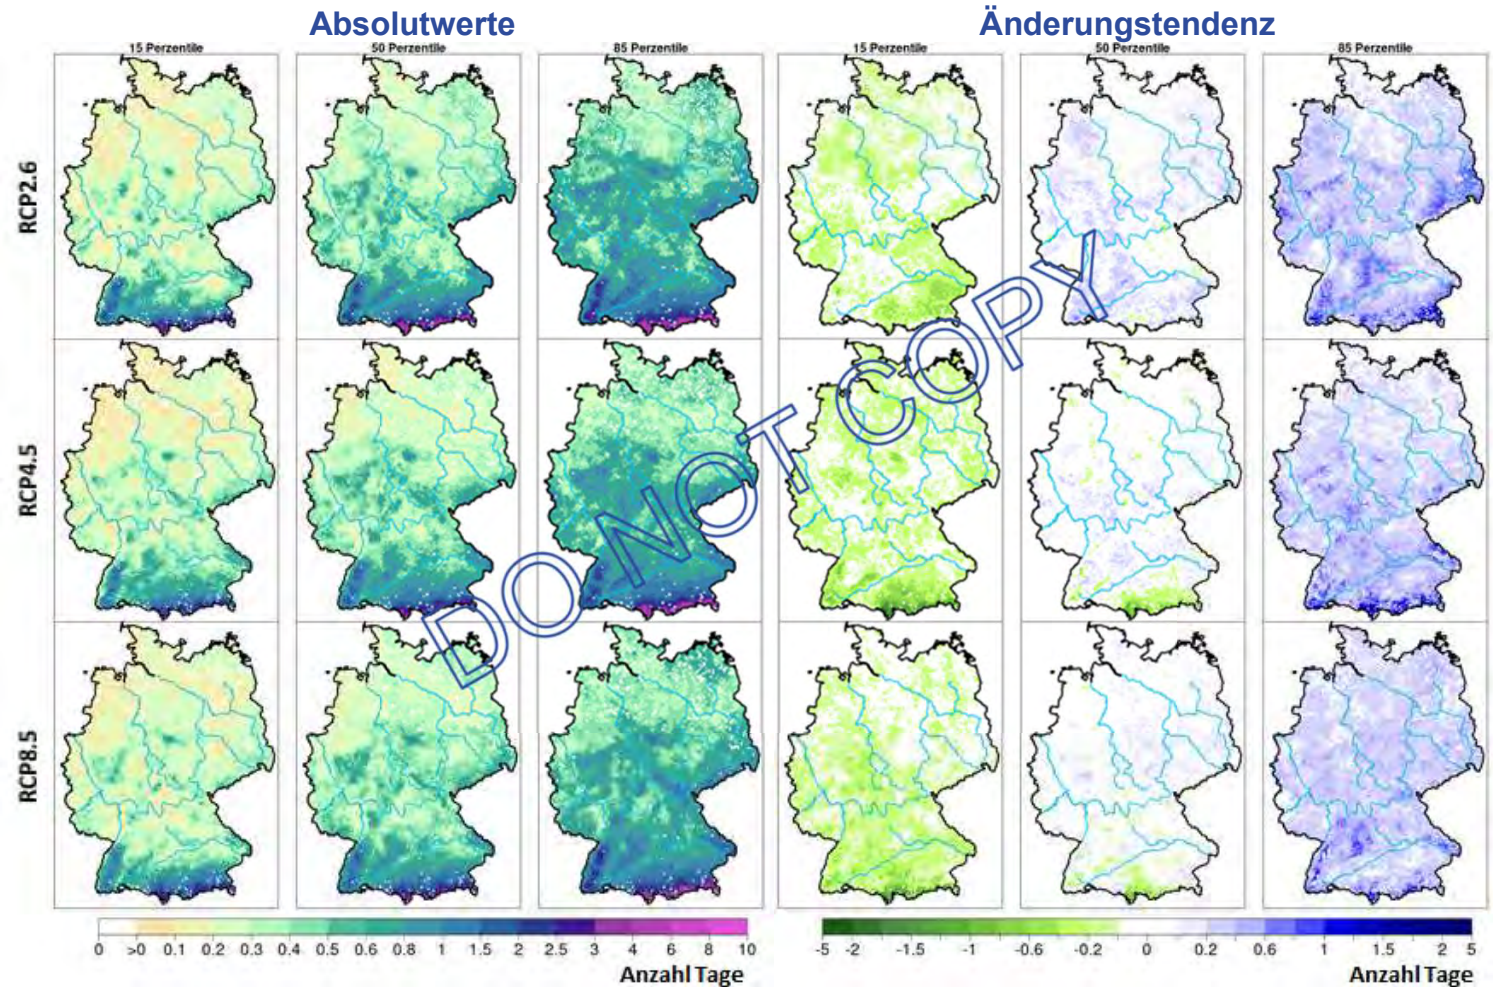 Absolutwerte Änderungstendenz
15 Perzentile 50 Perzentile 85 Perzentile 15 Perzentile 50 Perzentile 85 Perzentile
RCP2.6
RCP4.5
RCP8.5
DO NOT COPY
0 >0 0.1 0.2 0.3 0.4 0.5 0.6 0.8 1 1.5 2 2.5 3 4 6 8 10
-5 -2 -1.5 -1 -0.6 -0.2 0 0.2 0.6 1 1.5 2 5
Anzahl Tage Anzahl Tage